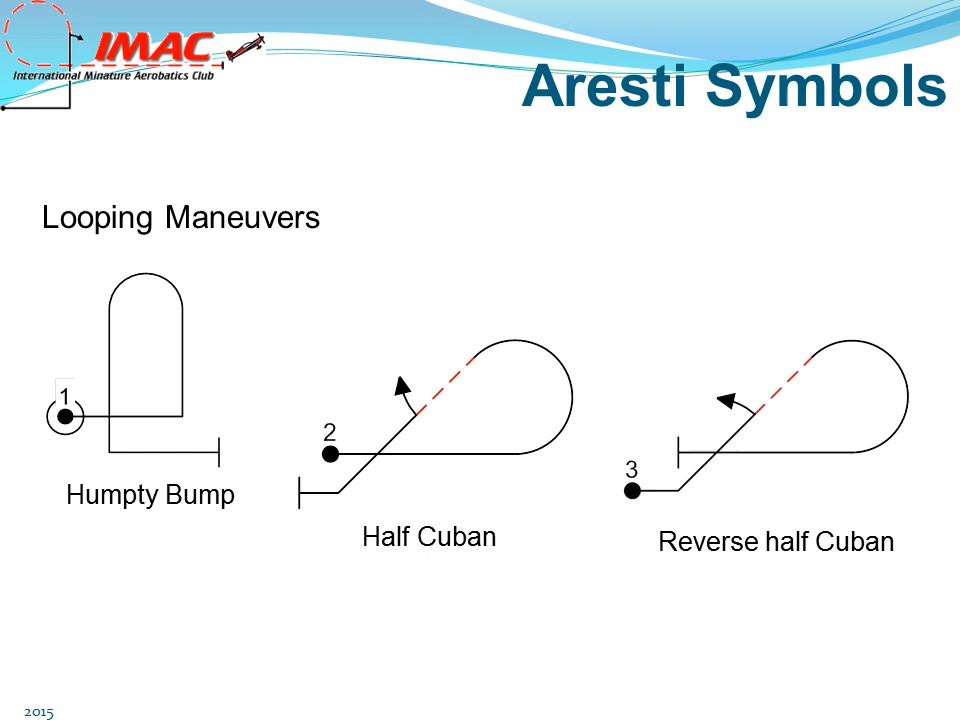 IMAC
International Minature Aerobatics Club
Aresti Symbols
Looping Maneuvers
1
Humpty Bump
2
Half Cuban
3
Reverse half Cuban
2015